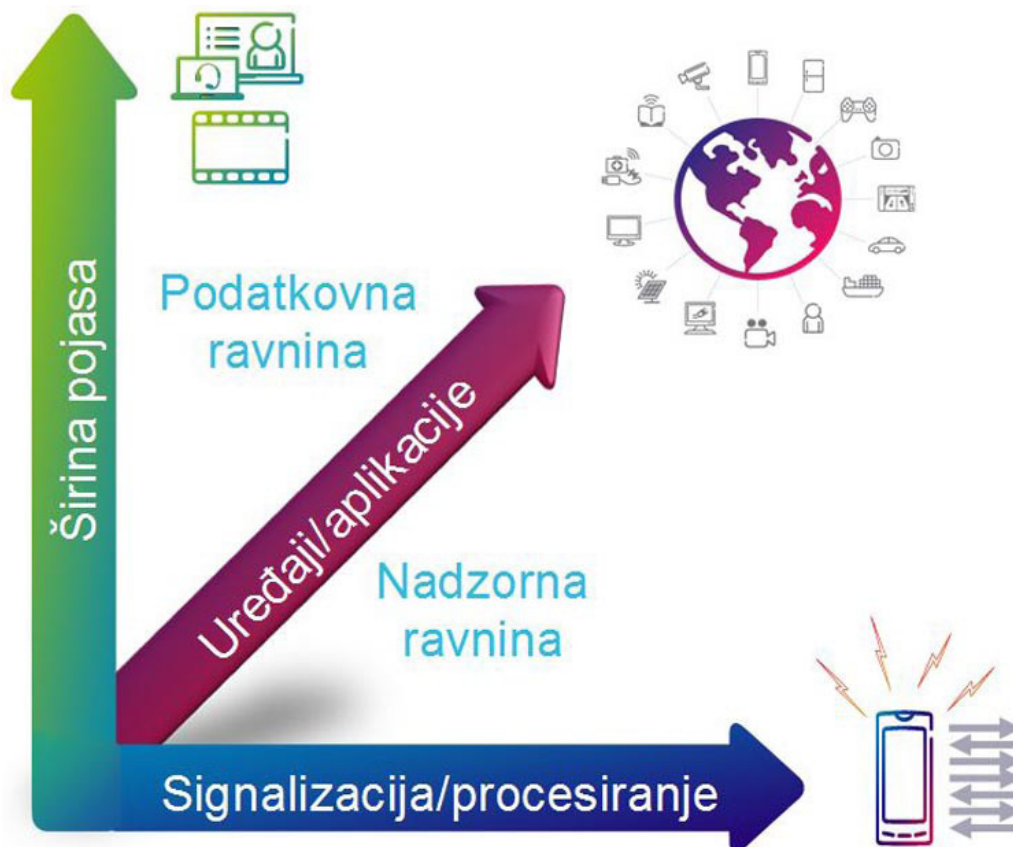 Širina pojasa
Podatkovna
ravnina
Uređaji/aplikacije
Nadzorna
ravnina
Signalizacija/procesiranje